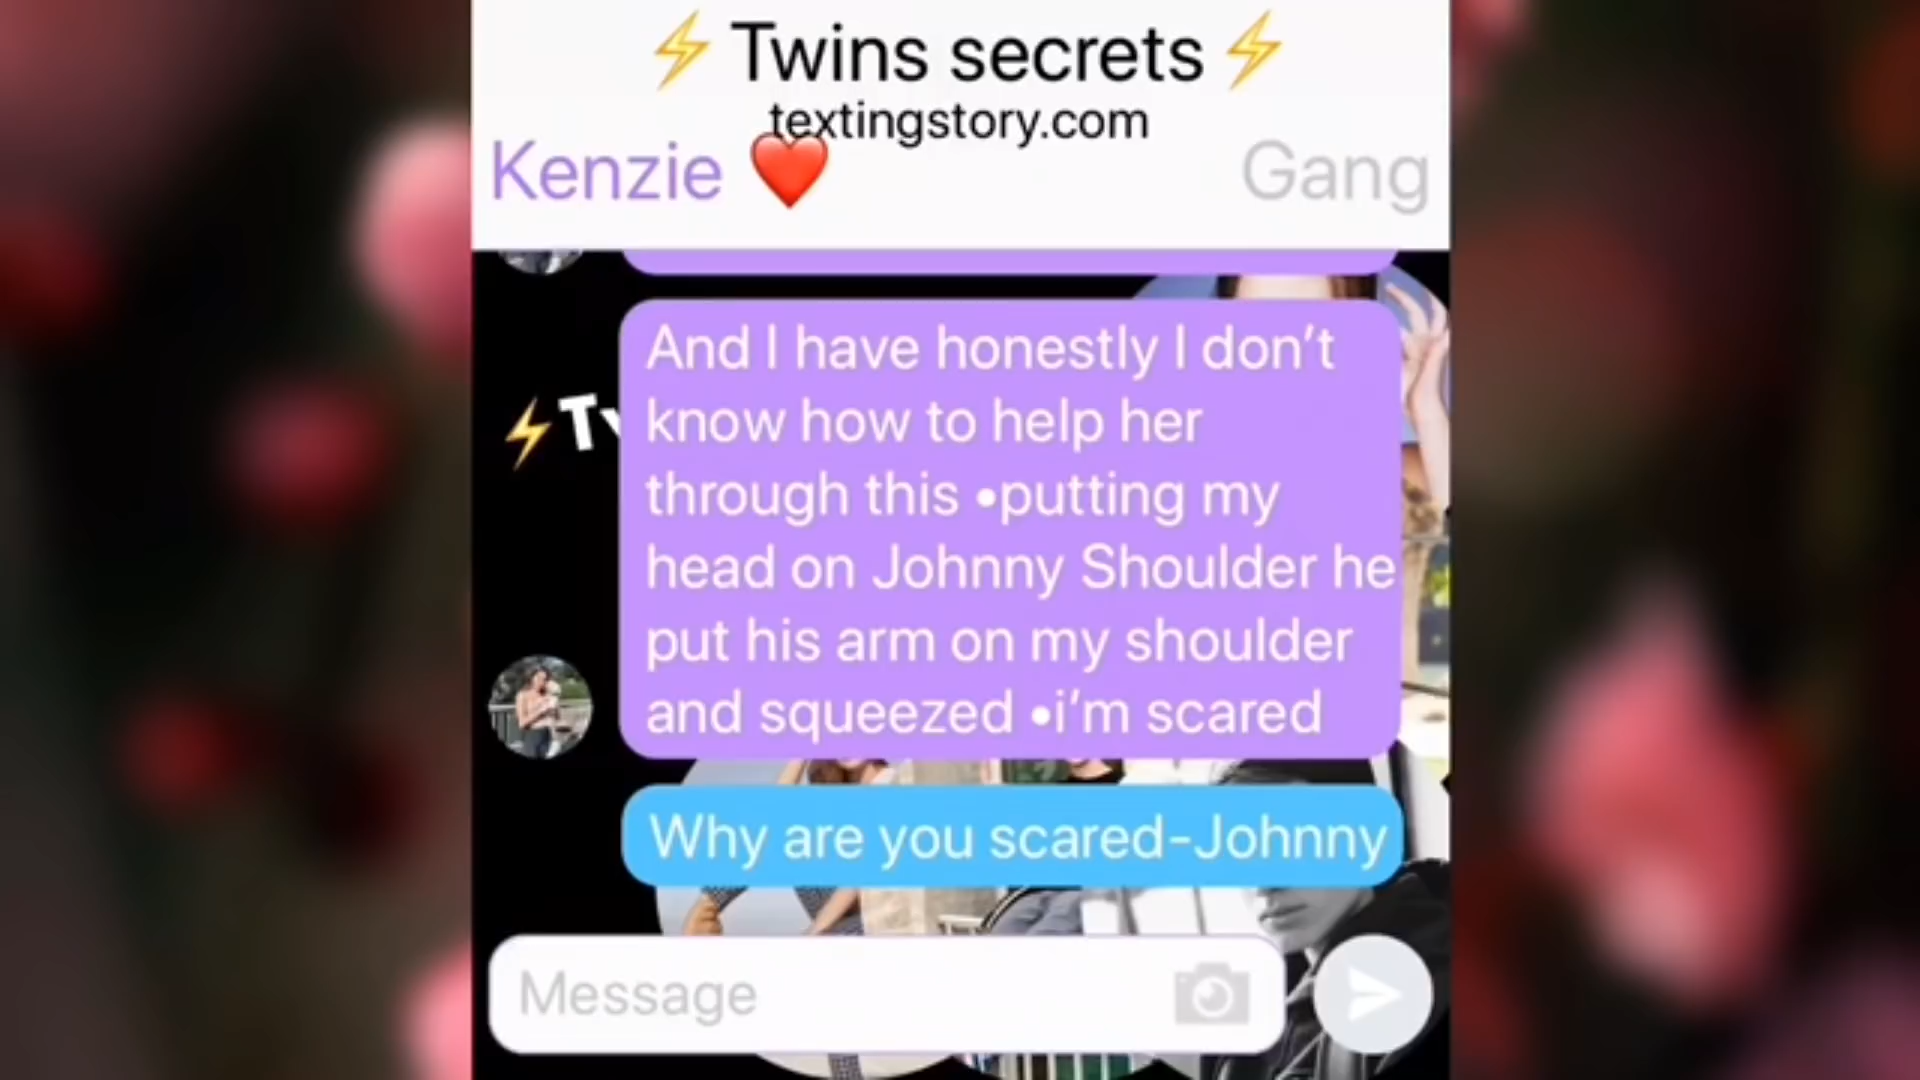 ⚡Twins secrets⚡
textingstory.com
Kenzie ❤️ Gang
And I have honestly I don't
know how to help her
through this •putting my
head on Johnny Shoulder he
put his arm on my shoulder
and squeezed •i'm scared
Why are you scared-Johnny
Message